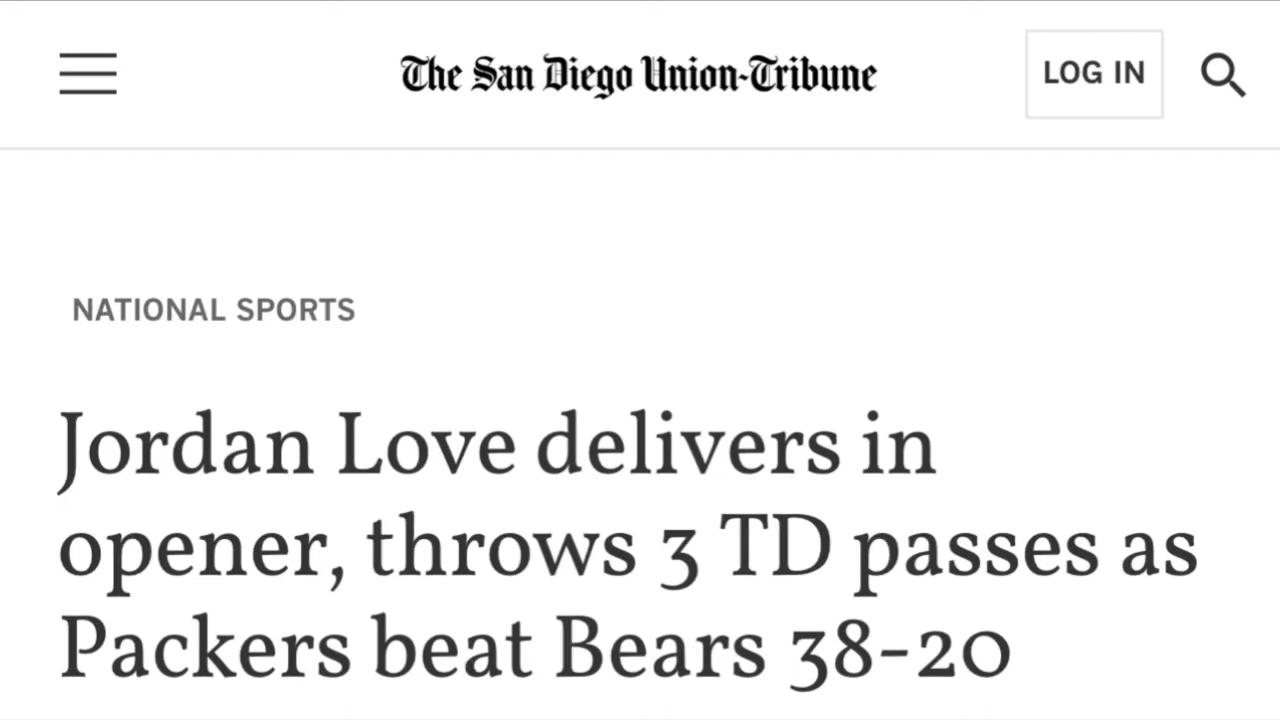 The San Diego Union-Tribune
LOG IN
NATIONAL SPORTS
Jordan Love delivers in
opener, throws 3 TD passes as
Packers beat Bears 38-20